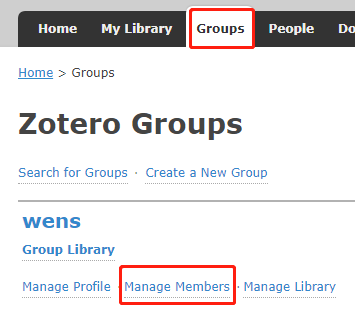 Home My Library Groups People Do
Home > Groups
Zotero Groups
Search for Groups · Create a New Group
wens
Group Library
Manage Profile · Manage Members · Manage Library